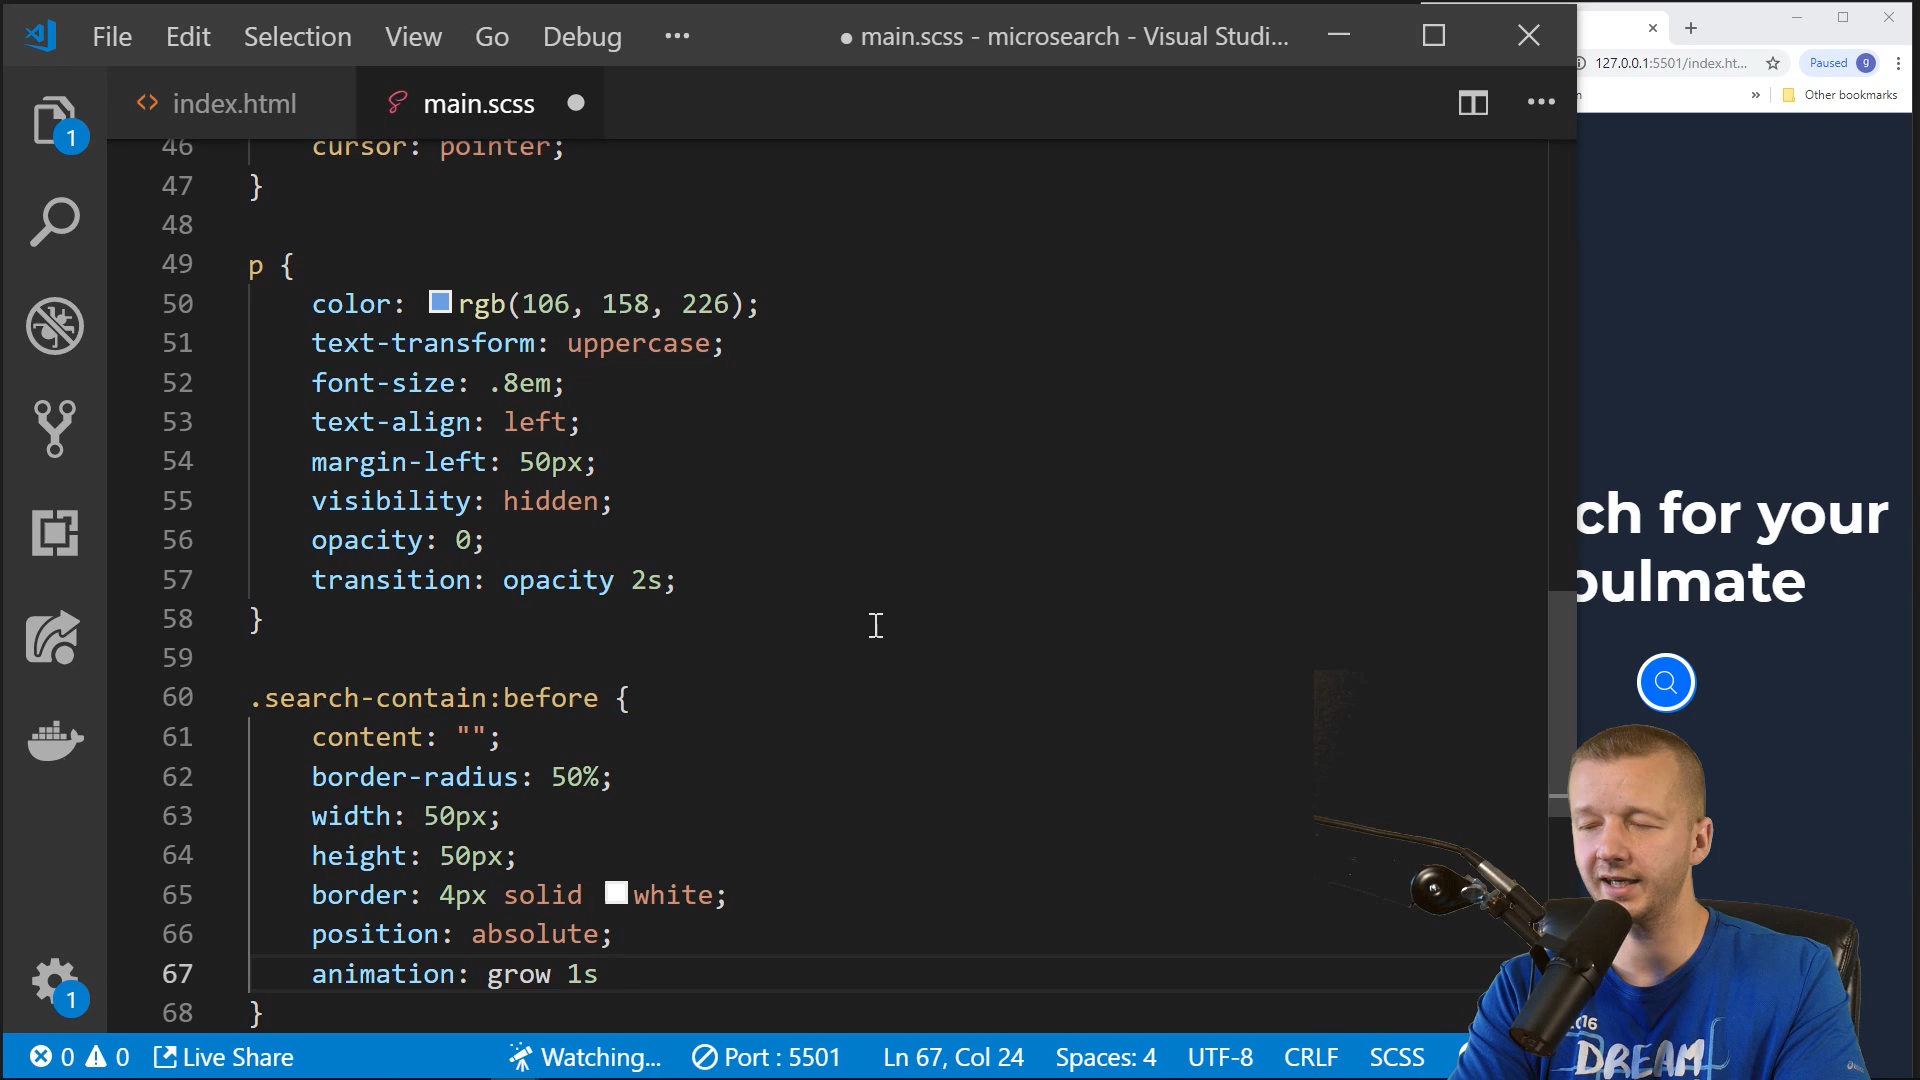 File Edit Selection View Go Debug ••• ● main.scss - microsearch - Visual Studi...
index.html main.scss
127.0.0.1:5501/index.ht... Paused g
» Other bookmarks
46 cursor: pointer;
47 }
48
49 p {
50 color: rgb(106, 158, 226);
51 text-transform: uppercase;
52 font-size: .8em;
53 text-align: left;
54 margin-left: 50px;
55 visibility: hidden;
56 opacity: 0;
57 transition: opacity 2s;
58 }
59
60 .search-contain:before {
61 content: "";
62 border-radius: 50%;
63 width: 50px;
64 height: 50px;
65 border: 4px solid white;
66 position: absolute;
67 animation: grow 1s
68 }
1
1
ch for your
oulmate
016
DREAM
0 0 Live Share Watching... Port : 5501 Ln 67, Col 24 Spaces: 4 UTF-8 CRLF SCSS